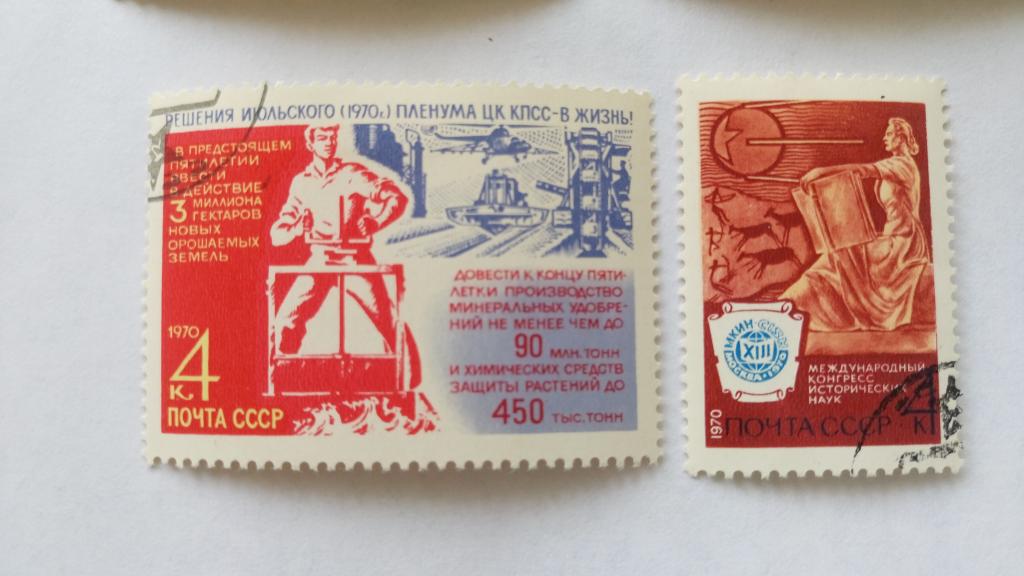 РЕШЕНИЯ ИЮЛЬСКОГО (1970г.) ПЛЕНУМА ЦК КПСС-В ЖИЗНЬ!
В ПРЕДСТОЯЩЕМ
ПЯТИЛЕТИИ
ВВЕСТИ
В ДЕЙСТВИЕ
3 МИЛЛИОНА
ГЕКТАРОВ
НОВЫХ
ОРОШАЕМЫХ
ЗЕМЕЛЬ
ДОВЕСТИ К КОНЦУ ПЯТИ-
ЛЕТКИ ПРОИЗВОДСТВО
МИНЕРАЛЬНЫХ УДОБРЕ-
НИЙ НЕ МЕНЕЕ ЧЕМ ДО
90 МЛН. ТОНН
И ХИМИЧЕСКИХ СРЕДСТВ
ЗАЩИТЫ РАСТЕНИЙ ДО
450 ТЫС. ТОНН
1970
4 К
ПОЧТА СССР
МКИН CISH
XIII
МОСКВА · 1970
МЕЖДУНАРОДНЫЙ
КОНГРЕСС
ИСТОРИЧЕСКИХ
НАУК
1970
ПОЧТА СССР 4 К